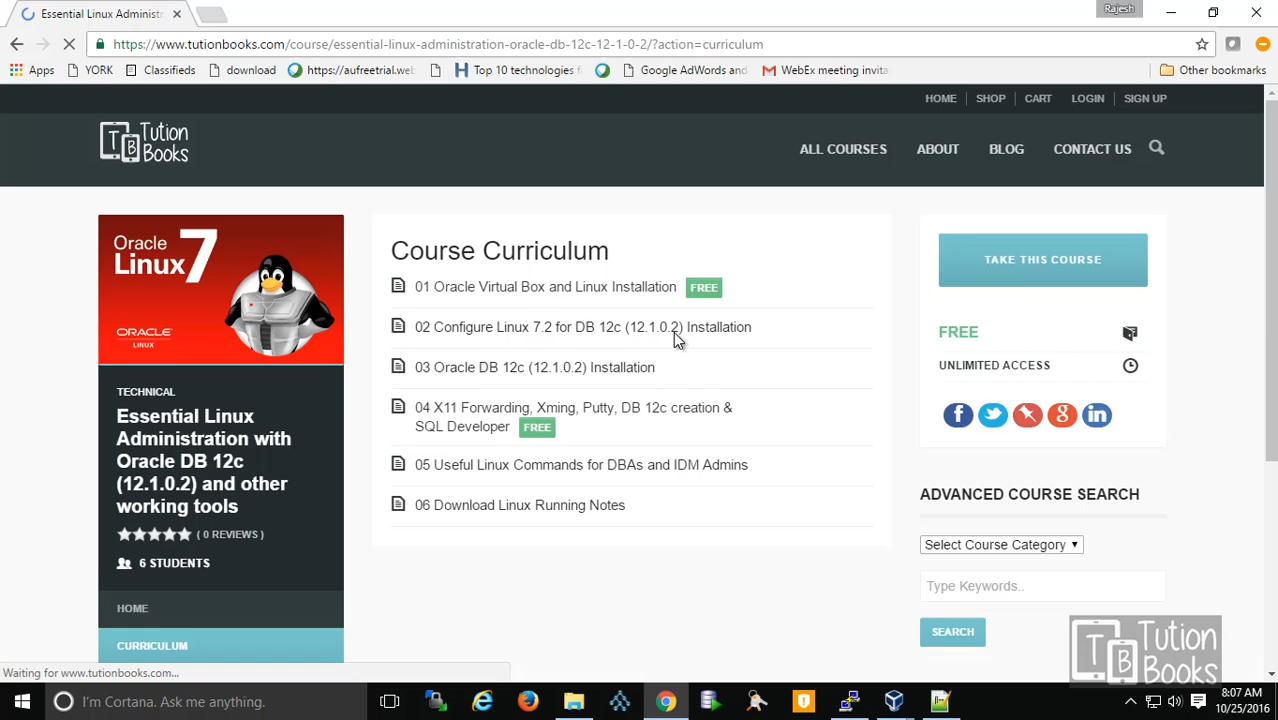 Essential Linux Administr
Rajesh
https://www.tutionbooks.com/course/essential-linux-administration-oracle-db-12c-12-1-0-2/?action=curriculum
Apps
YORK
Classifieds
download
https://aufreetrial.web
Top 10 technologies f
Google AdWords and
WebEx meeting invita
Other bookmarks
HOME
SHOP
CART
LOGIN
SIGN UP
TB Tution
Books
ALL COURSES
ABOUT
BLOG
CONTACT US
Oracle
Linux 7
ORACLE
LINUX
TECHNICAL
Essential Linux
Administration with
Oracle DB 12c
(12.1.0.2) and other
working tools
( 0 REVIEWS )
6 STUDENTS
HOME
CURRICULUM
Course Curriculum
01 Oracle Virtual Box and Linux Installation FREE
02 Configure Linux 7.2 for DB 12c (12.1.0.2) Installation
03 Oracle DB 12c (12.1.0.2) Installation
04 X11 Forwarding, Xming, Putty, DB 12c creation &
SQL Developer FREE
05 Useful Linux Commands for DBAs and IDM Admins
06 Download Linux Running Notes
TAKE THIS COURSE
FREE
UNLIMITED ACCESS
ADVANCED COURSE SEARCH
Select Course Category
Type Keywords..
SEARCH
TB Tution
Books
Waiting for www.tutionbooks.com...
I'm Cortana. Ask me anything.
8:07 AM
10/25/2016